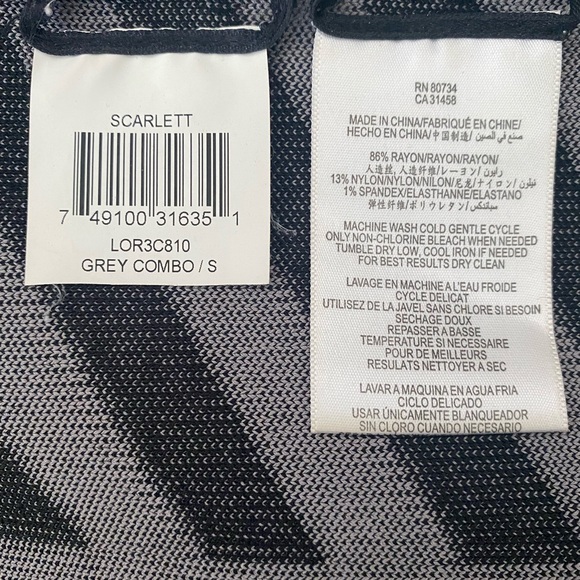 SCARLETT
7 49100 31635 1
LOR3C810
GREY COMBO / S
RN 80734
CA 31458
MADE IN CHINA/FABRIQUÉ EN CHINE/
HECHO EN CHINA/中国制造/ صنع في الصين
86% RAYON/RAYON/RAYON/
人造丝, 人造纤维/レーヨン/ رايون
13% NYLON/NYLON/NILON/尼龙/ナイロン/ نيلون
1% SPANDEX/ELASTHANNE/ELASTANO
弹性纤维/ポリウレタン/ سباندكس
MACHINE WASH COLD GENTLE CYCLE
ONLY NON-CHLORINE BLEACH WHEN NEEDED
TUMBLE DRY LOW, COOL IRON IF NEEDED
FOR BEST RESULTS DRY CLEAN
LAVAGE EN MACHINE A L'EAU FROIDE
CYCLE DELICAT
UTILISEZ DE LA JAVEL SANS CHLORE SI BESOIN
SECHAGE DOUX
REPASSER A BASSE
TEMPERATURE SI NECESSAIRE
POUR DE MEILLEURS
RESULATS NETTOYER A SEC
LAVAR A MAQUINA EN AGUA FRIA
CICLO DELICADO
USAR ÚNICAMENTE BLANQUEADOR
SIN CLORO CUANDO NECESARIO